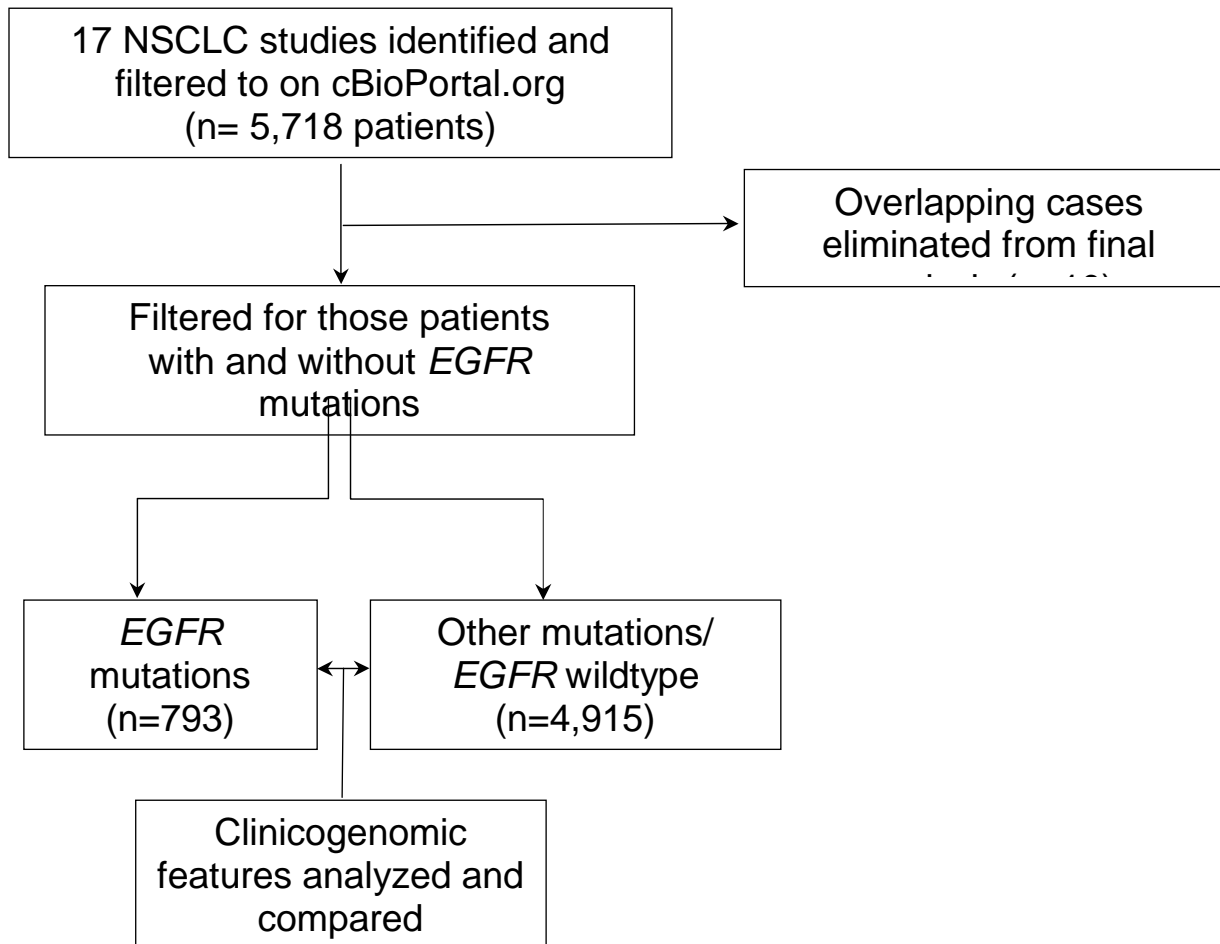 17 NSCLC studies identified and
filtered to on cBioPortal.org
(n= 5,718 patients)
Overlapping cases
eliminated from final
Filtered for those patients
with and without EGFR
mutations
EGFR
mutations
(n=793)
Other mutations/
EGFR wildtype
(n=4,915)
Clinicogenomic
features analyzed and
compared